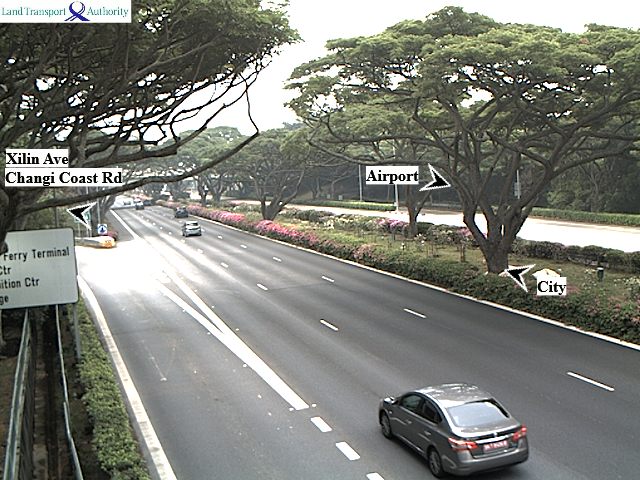 Land Transport Authority
Xilin Ave
Changi Coast Rd
Airport
City
Ferry Terminal
Ctr
ition Ctr
ge